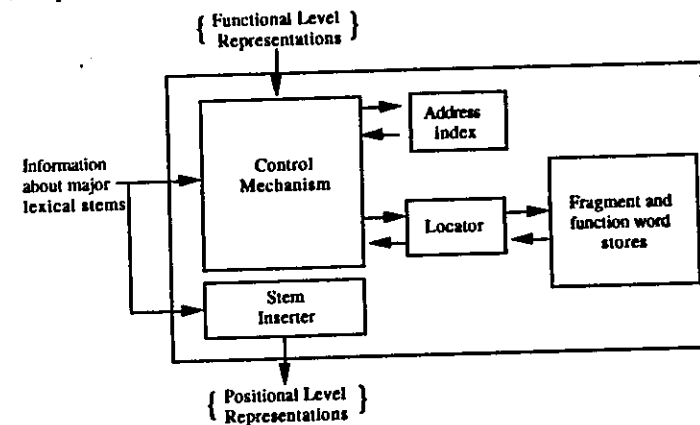 { Functional Level
Representations }
Address
index
Control
Mechanism
Information
about major
lexical stems
Fragment and
function word
stores
Locator
Stem
Inserter
{ Positional Level
Representations }